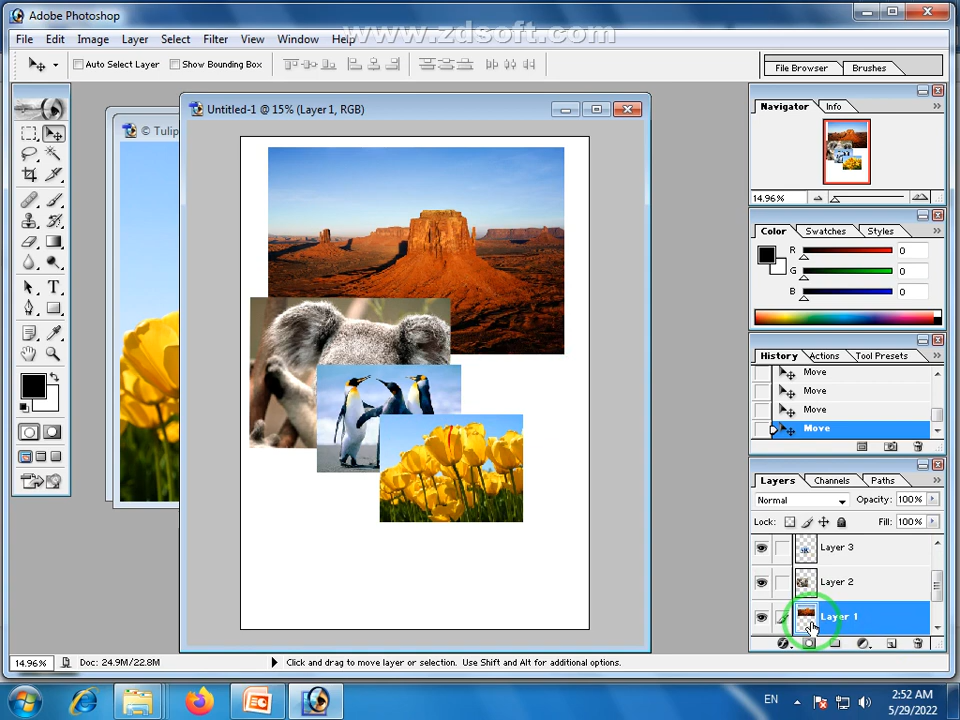 Adobe Photoshop
www.zdsoft.com
File Edit Image Layer Select Filter View Window Help
Auto Select Layer Show Bounding Box File Browser Brushes
Untitled-1 @ 15% (Layer 1, RGB)
© Tulip
Navigator Info
14.96%
Color Swatches Styles
R 0
G 0
B 0
History Actions Tool Presets
Move
Move
Move
Move
Layers Channels Paths
Normal Opacity: 100%
Lock: Fill: 100%
Layer 3
Layer 2
Layer 1
14.96% Doc: 24.9M/22.8M Click and drag to move layer or selection. Use Shift and Alt for additional options.
EN 2:52 AM
5/29/2022